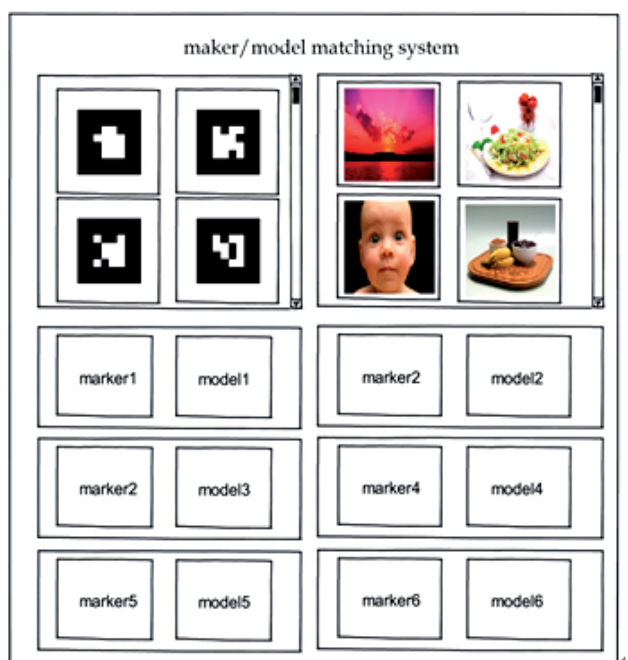 maker/model matching system
marker1 model1 marker2 model2
marker2 model3 marker4 model4
marker5 model5 marker6 model6